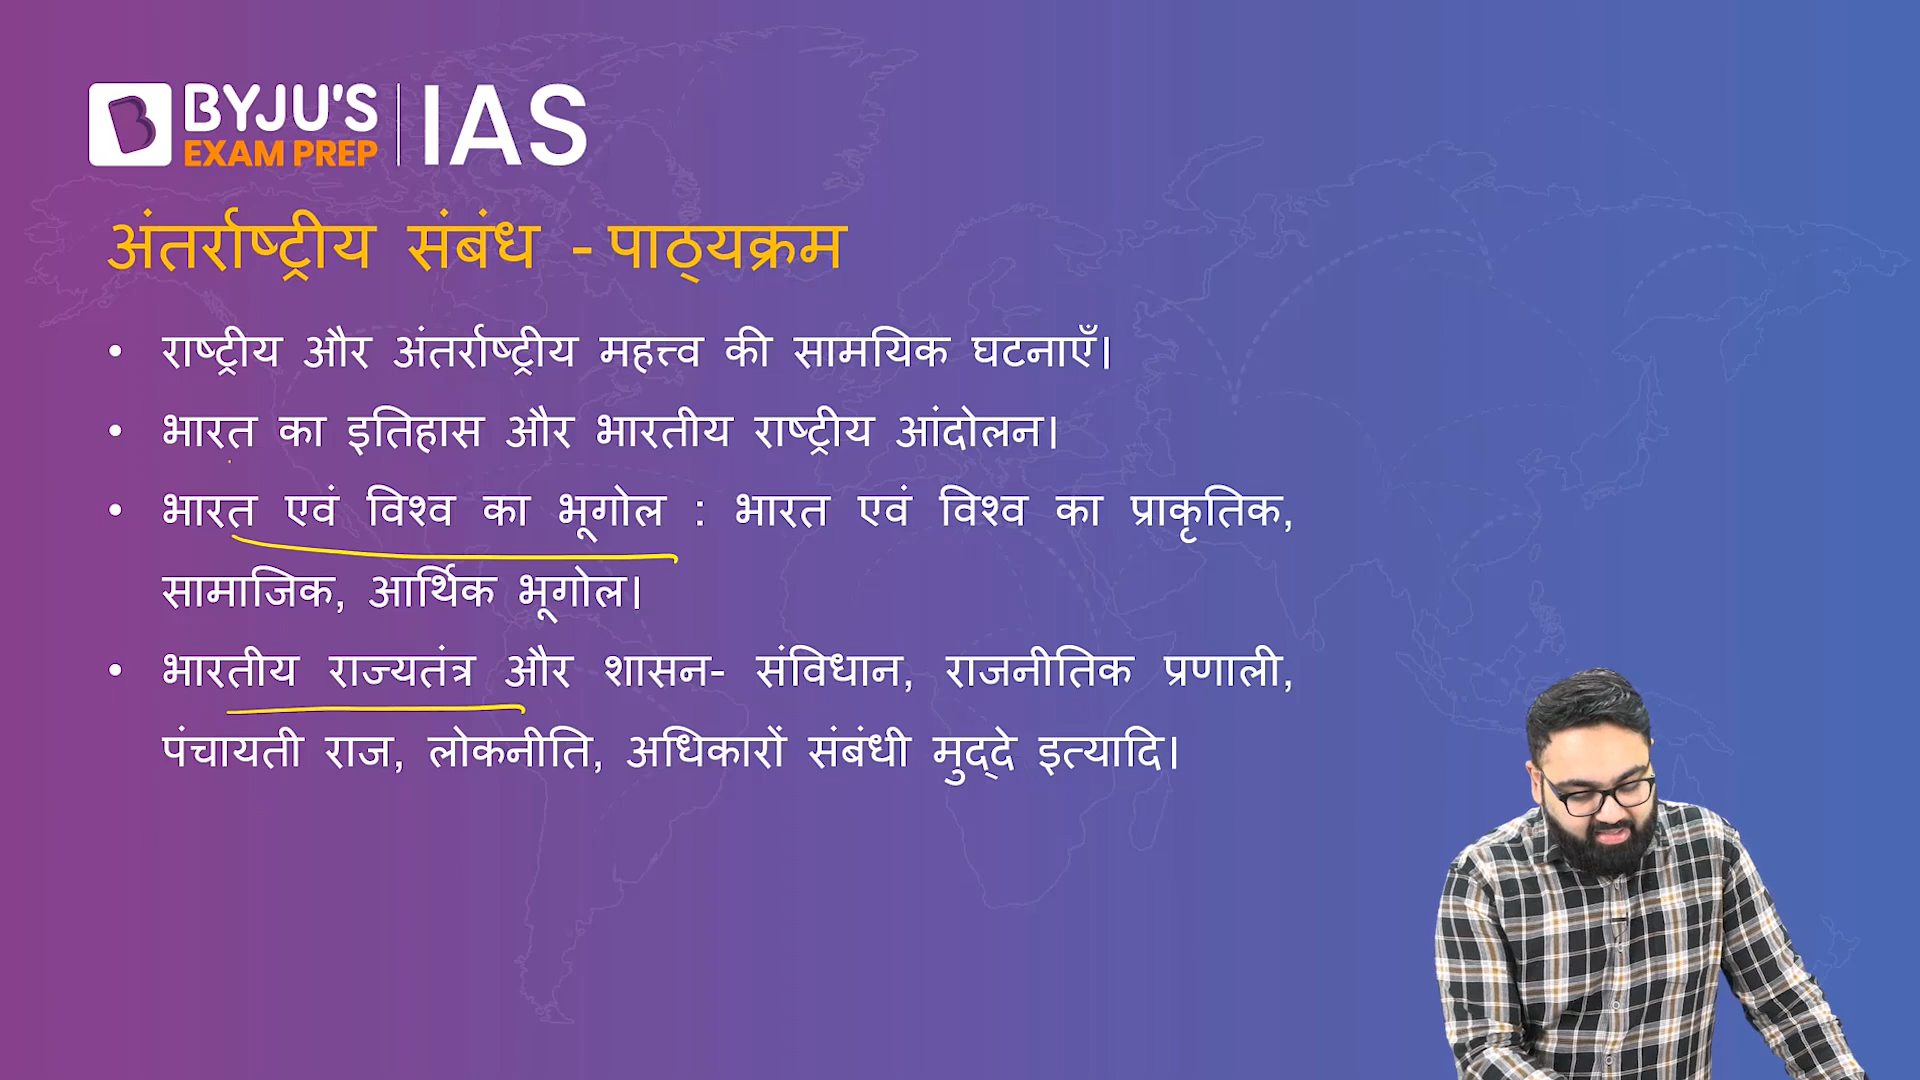 BYJU'S
EXAM PREP
IAS
अंतर्राष्ट्रीय संबंध - पाठ्यक्रम
• राष्ट्रीय और अंतर्राष्ट्रीय महत्त्व की सामयिक घटनाएँ।
• भारत का इतिहास और भारतीय राष्ट्रीय आंदोलन।
• भारत एवं विश्व का भूगोल : भारत एवं विश्व का प्राकृतिक,
सामाजिक, आर्थिक भूगोल।
• भारतीय राज्यतंत्र और शासन- संविधान, राजनीतिक प्रणाली,
पंचायती राज, लोकनीति, अधिकारों संबंधी मुद्दे इत्यादि।